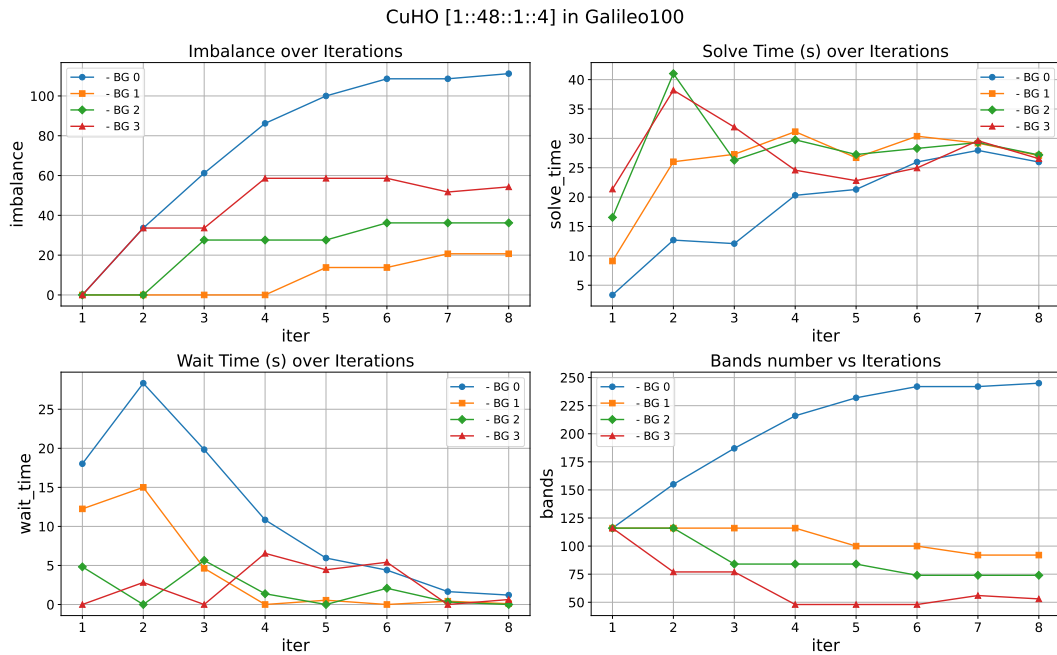 CuHO [1::48::1::4] in Galileo100
Imbalance over Iterations
- BG 0
- BG 1
- BG 2
- BG 3
imbalance
100
80
60
40
20
0
1 2 3 4 5 6 7 8
iter
Solve Time (s) over Iterations
- BG 0
- BG 1
- BG 2
- BG 3
solve_time
40
35
30
25
20
15
10
5
1 2 3 4 5 6 7 8
iter
Wait Time (s) over Iterations
- BG 0
- BG 1
- BG 2
- BG 3
wait_time
25
20
15
10
5
0
1 2 3 4 5 6 7 8
iter
Bands number vs Iterations
- BG 0
- BG 1
- BG 2
- BG 3
bands
250
225
200
175
150
125
100
75
50
1 2 3 4 5 6 7 8
iter